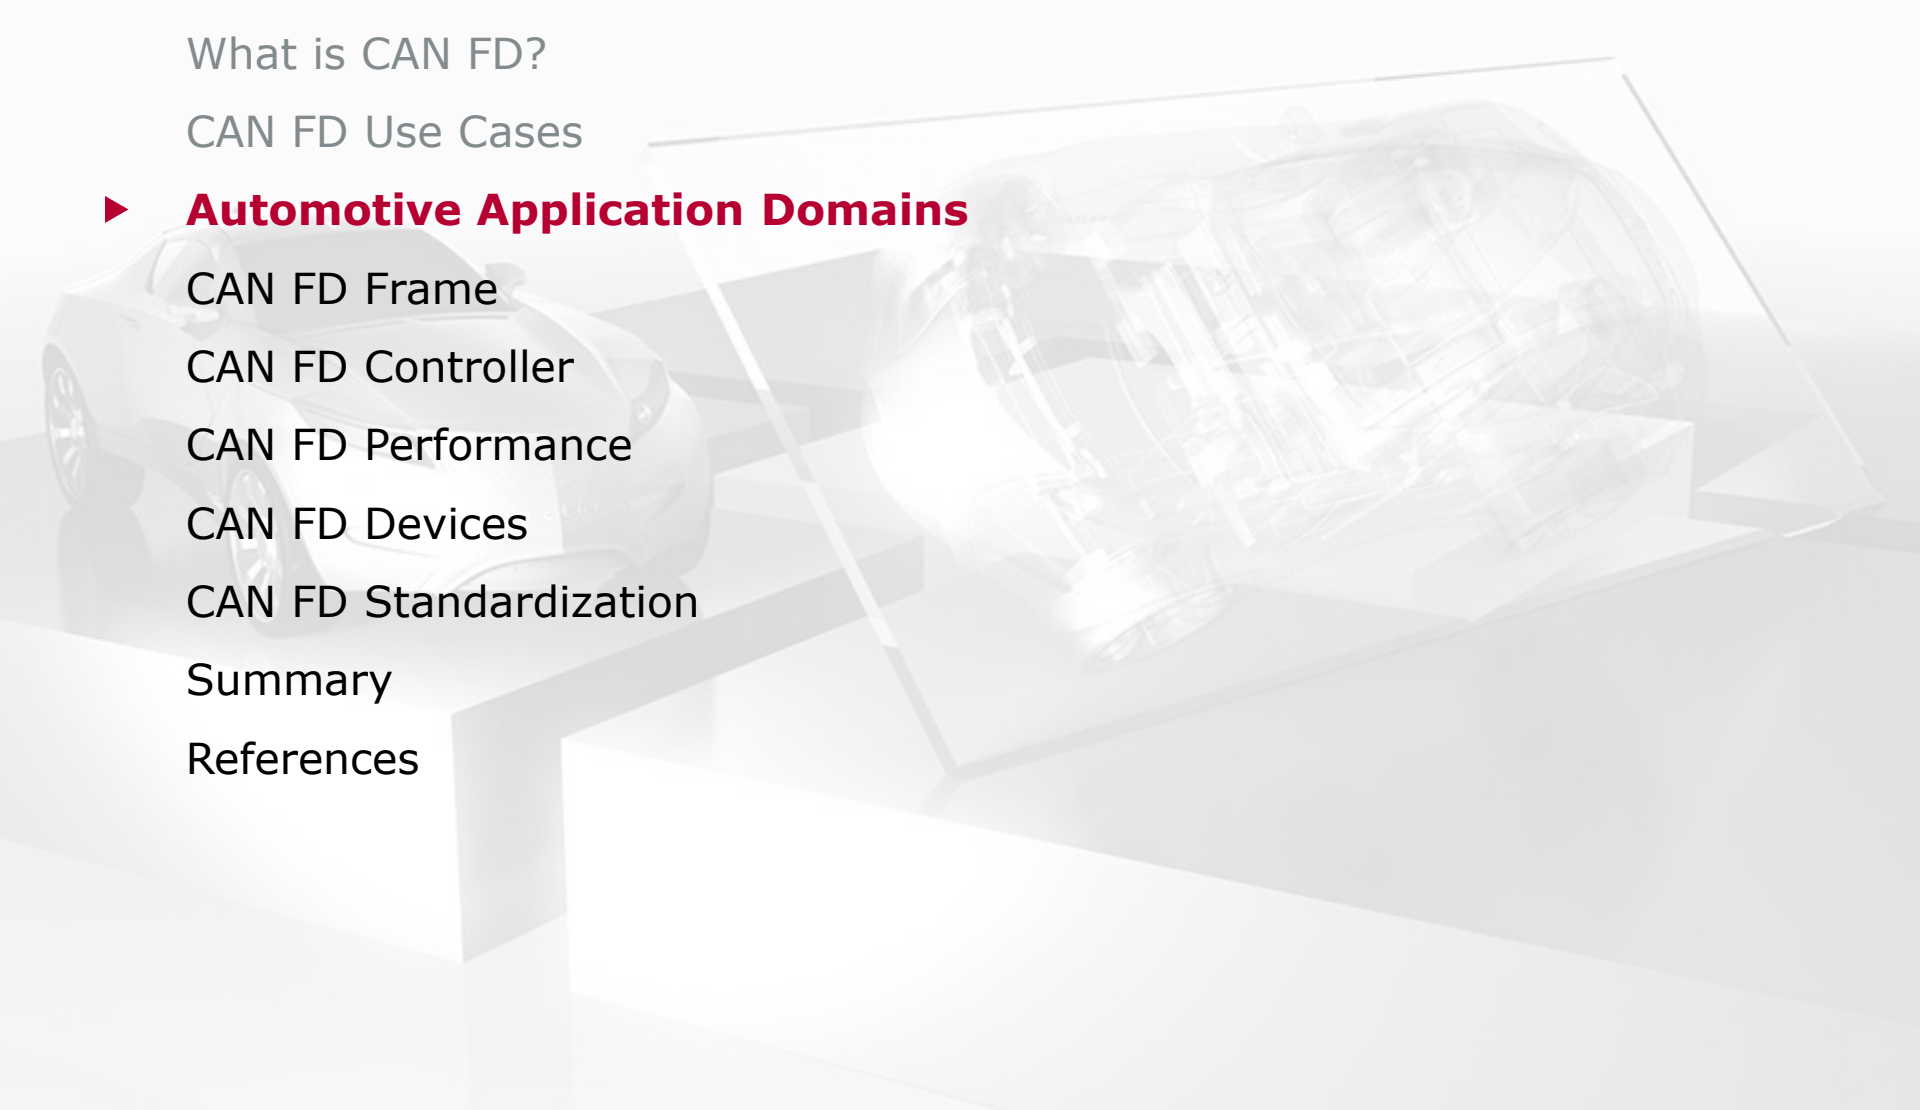 What is CAN FD?
CAN FD Use Cases
Automotive Application Domains
CAN FD Frame
CAN FD Controller
CAN FD Performance
CAN FD Devices
CAN FD Standardization
Summary
References